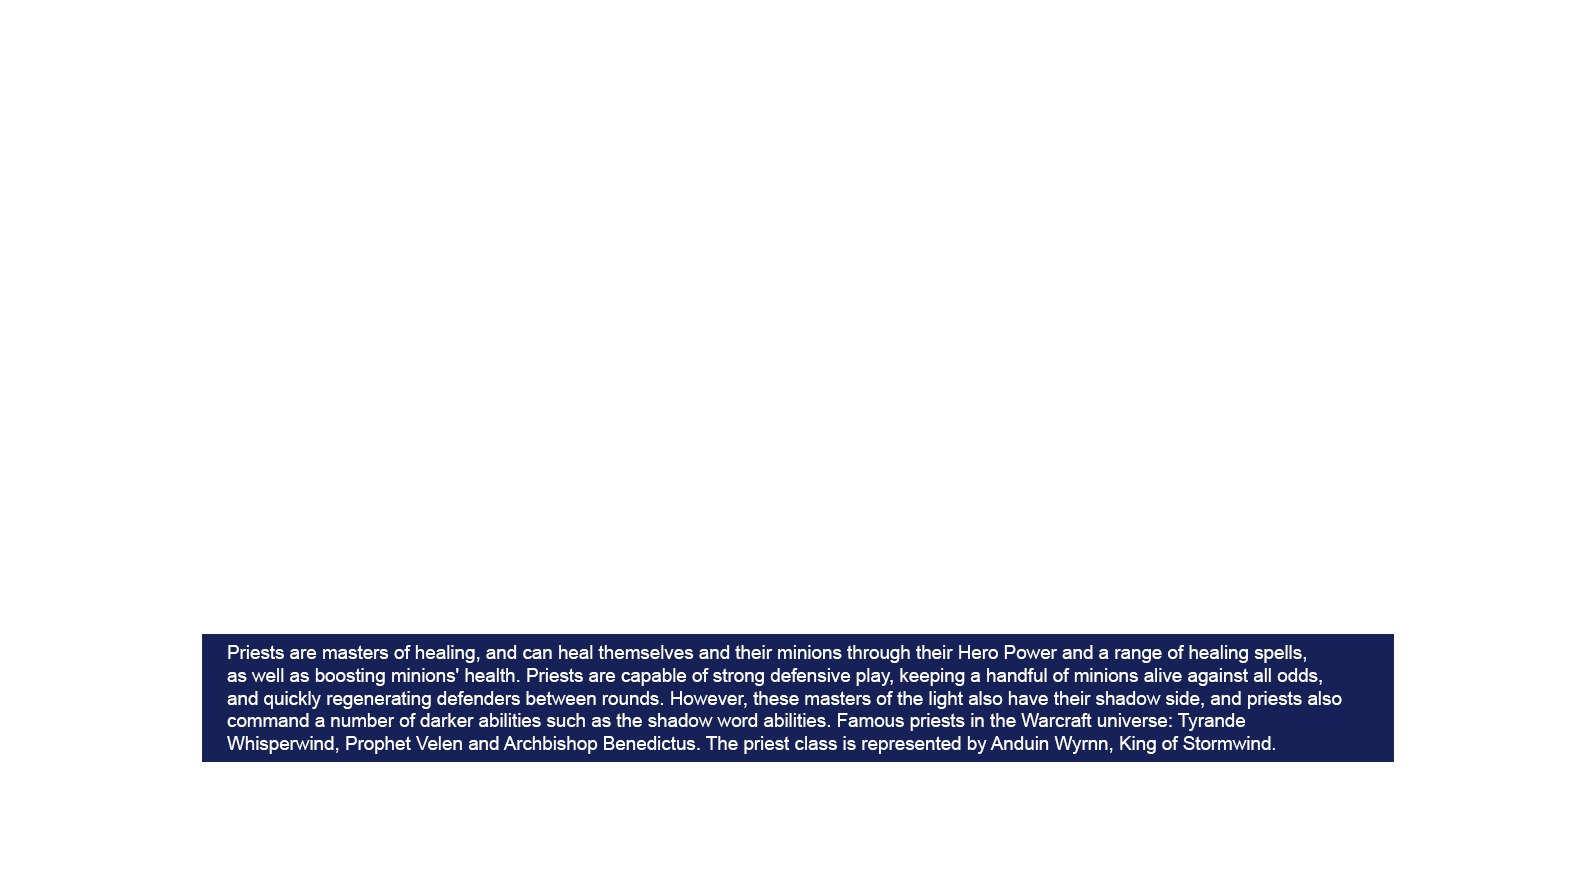 Priests are masters of healing, and can heal themselves and their minions through their Hero Power and a range of healing spells,
as well as boosting minions' health. Priests are capable of strong defensive play, keeping a handful of minions alive against all odds,
and quickly regenerating defenders between rounds. However, these masters of the light also have their shadow side, and priests also
command a number of darker abilities such as the shadow word abilities. Famous priests in the Warcraft universe: Tyrande
Whisperwind, Prophet Velen and Archbishop Benedictus. The priest class is represented by Anduin Wyrnn, King of Stormwind.